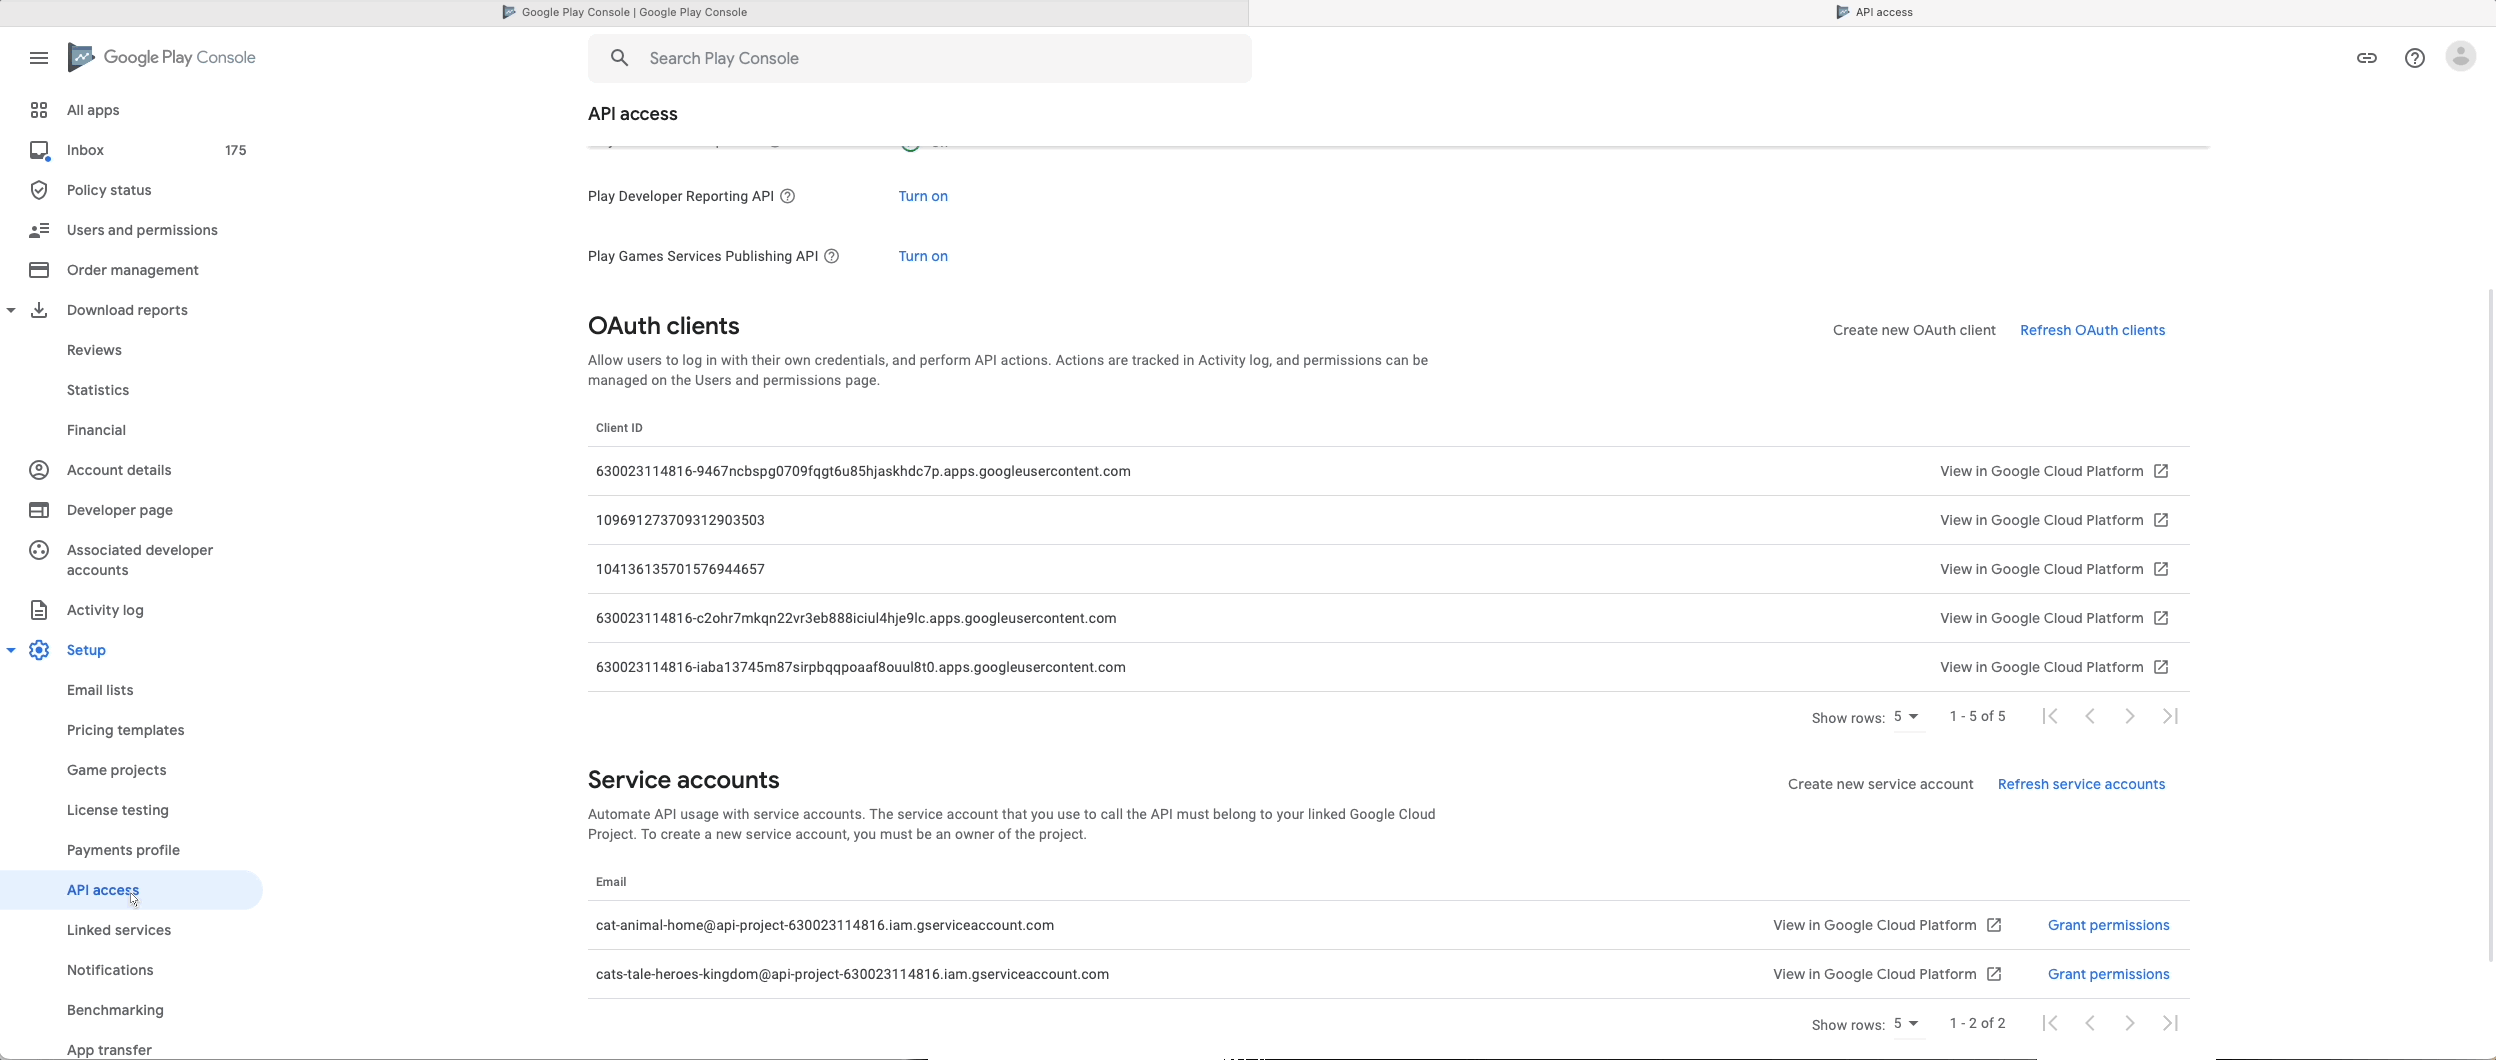 Google Play Console | Google Play Console
API access
Google Play Console
Search Play Console
All apps
Inbox 175
Policy status
Users and permissions
Order management
Download reports
Reviews
Statistics
Financial
Account details
Developer page
Associated developer
accounts
Activity log
Setup
Email lists
Pricing templates
Game projects
License testing
Payments profile
API access
Linked services
Notifications
Benchmarking
App transfer
API access
Play Developer Reporting API Turn on
Play Games Services Publishing API Turn on
OAuth clients
Create new OAuth client Refresh OAuth clients
Allow users to log in with their own credentials, and perform API actions. Actions are tracked in Activity log, and permissions can be
managed on the Users and permissions page.
Client ID
630023114816-9467ncbspg0709fqgt6u85hjaskhdc7p.apps.googleusercontent.com View in Google Cloud Platform
109691273709312903503 View in Google Cloud Platform
104136135701576944657 View in Google Cloud Platform
630023114816-c2ohr7mkqn22vr3eb888iciul4hje9lc.apps.googleusercontent.com View in Google Cloud Platform
630023114816-iaba13745m87sirpbqqpoaaf8ouul8t0.apps.googleusercontent.com View in Google Cloud Platform
Show rows: 5 1 - 5 of 5
Service accounts
Create new service account Refresh service accounts
Automate API usage with service accounts. The service account that you use to call the API must belong to your linked Google Cloud
Project. To create a new service account, you must be an owner of the project.
Email
cat-animal-home@api-project-630023114816.iam.gserviceaccount.com View in Google Cloud Platform Grant permissions
cats-tale-heroes-kingdom@api-project-630023114816.iam.gserviceaccount.com View in Google Cloud Platform Grant permissions
Show rows: 5 1 - 2 of 2